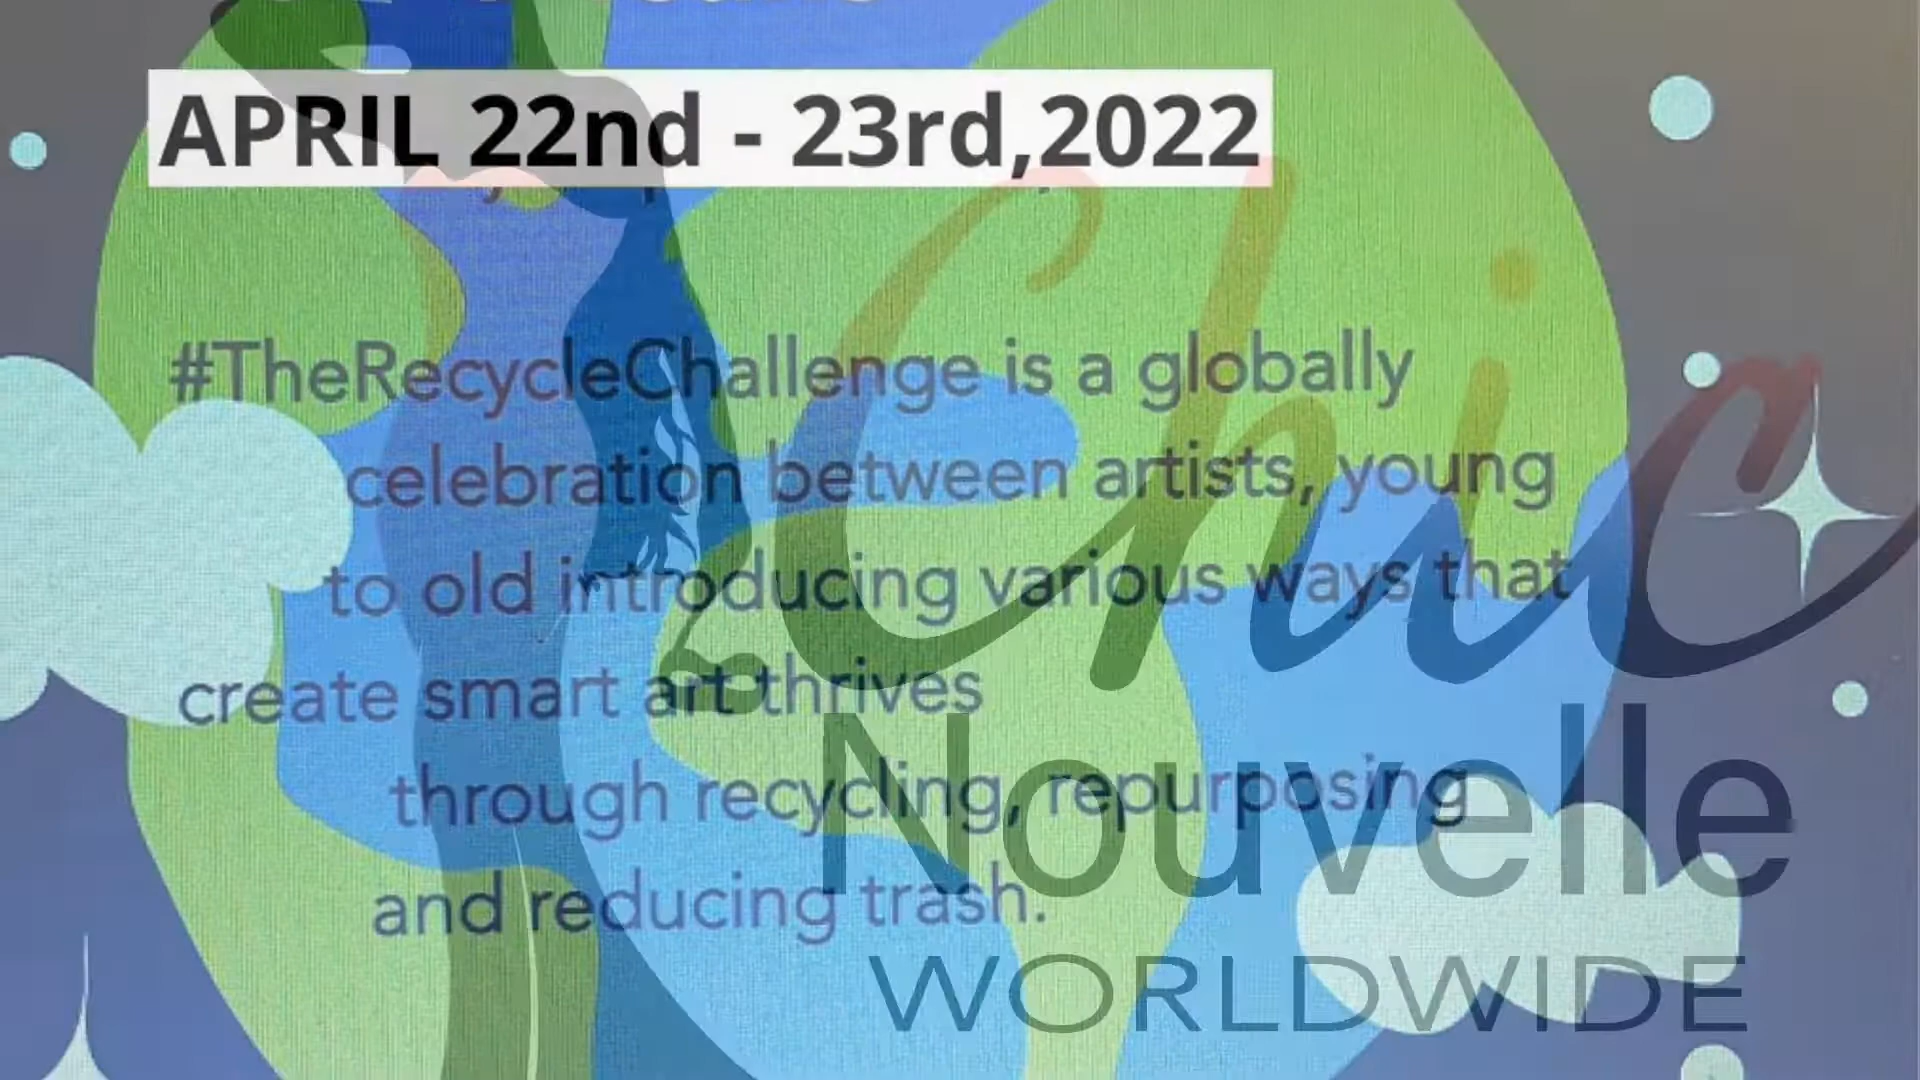 APRIL 22nd - 23rd,2022
#TheRecycleChallenge is a globally
celebration between artists, young
to old introducing various ways that
create smart art thrives
through recycling, repurposing
and reducing trash.
Chic
Nouvelle
WORLDWIDE